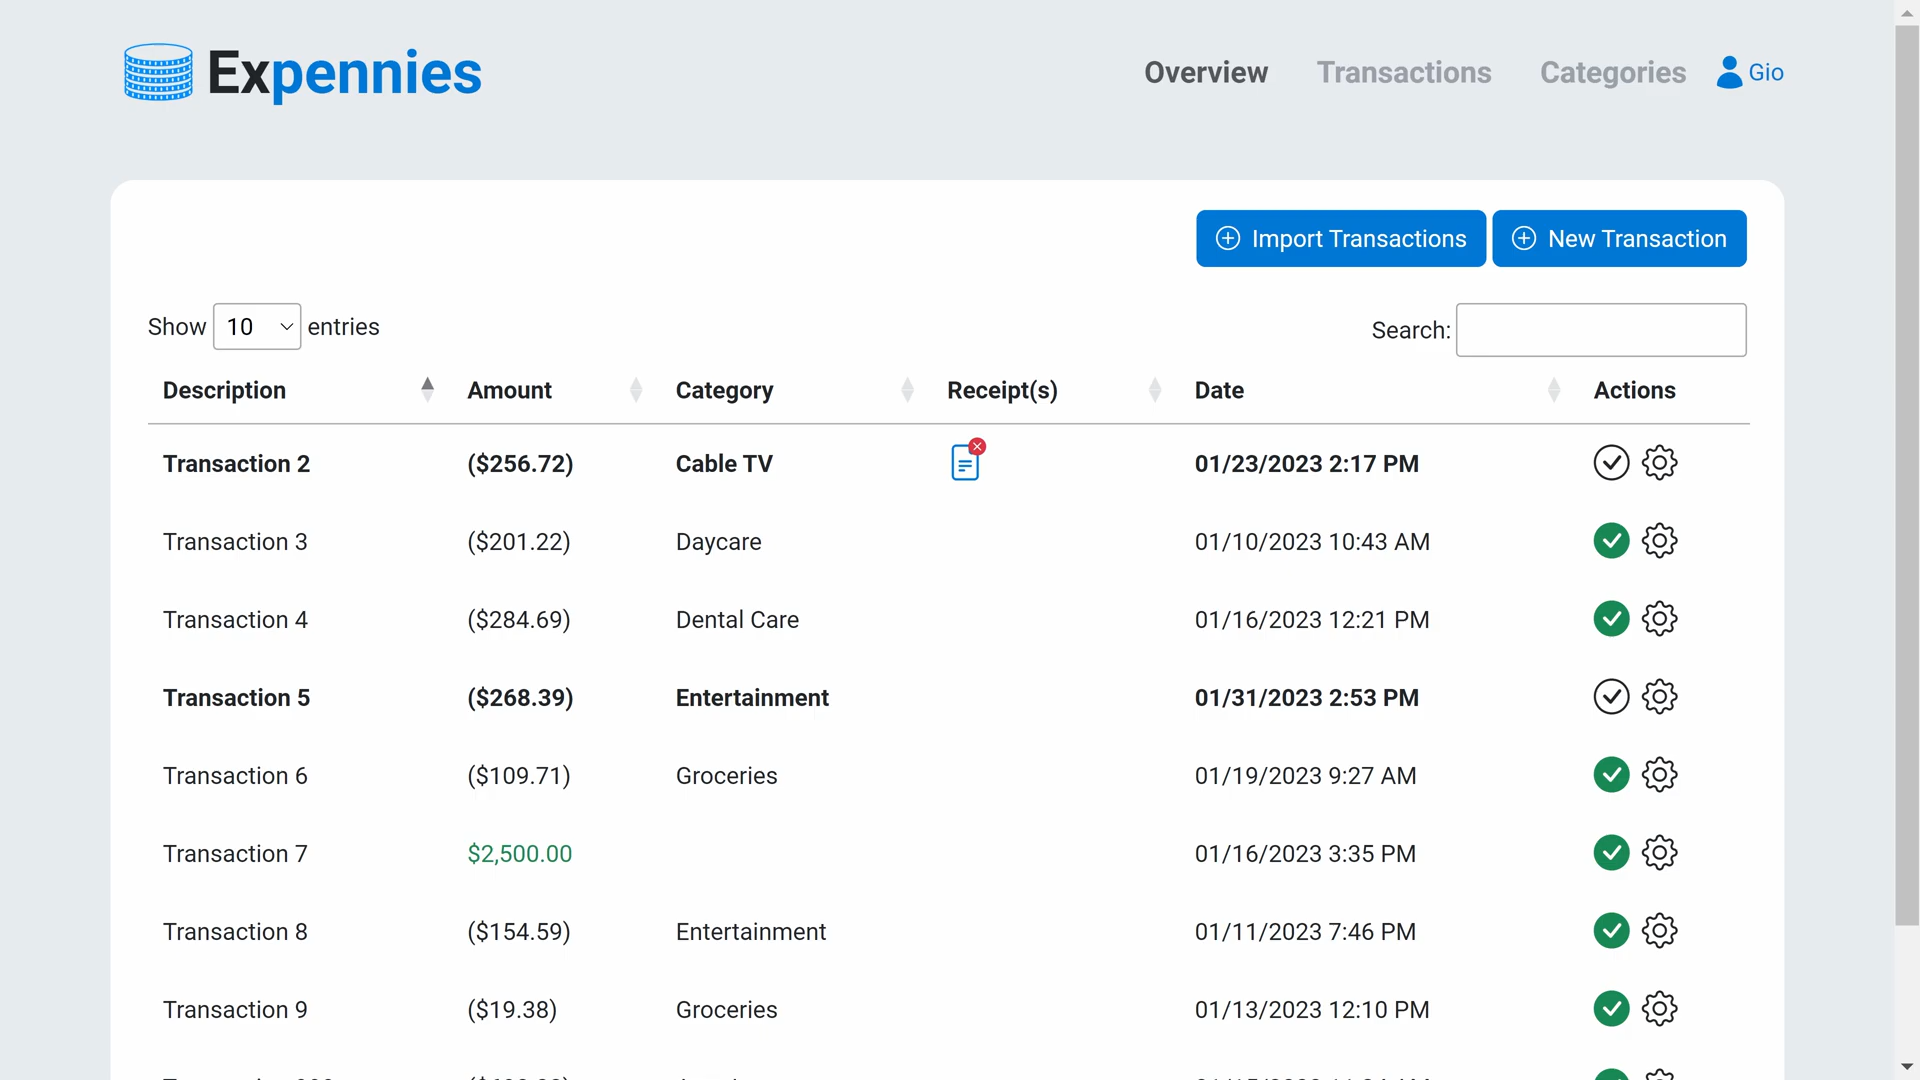 Expennies
Overview Transactions Categories Gio
Import Transactions New Transaction
Show 10 entries Search:
Description Amount Category Receipt(s) Date Actions
Transaction 2 ($256.72) Cable TV 01/23/2023 2:17 PM
Transaction 3 ($201.22) Daycare 01/10/2023 10:43 AM
Transaction 4 ($284.69) Dental Care 01/16/2023 12:21 PM
Transaction 5 ($268.39) Entertainment 01/31/2023 2:53 PM
Transaction 6 ($109.71) Groceries 01/19/2023 9:27 AM
Transaction 7 $2,500.00 01/16/2023 3:35 PM
Transaction 8 ($154.59) Entertainment 01/11/2023 7:46 PM
Transaction 9 ($19.38) Groceries 01/13/2023 12:10 PM